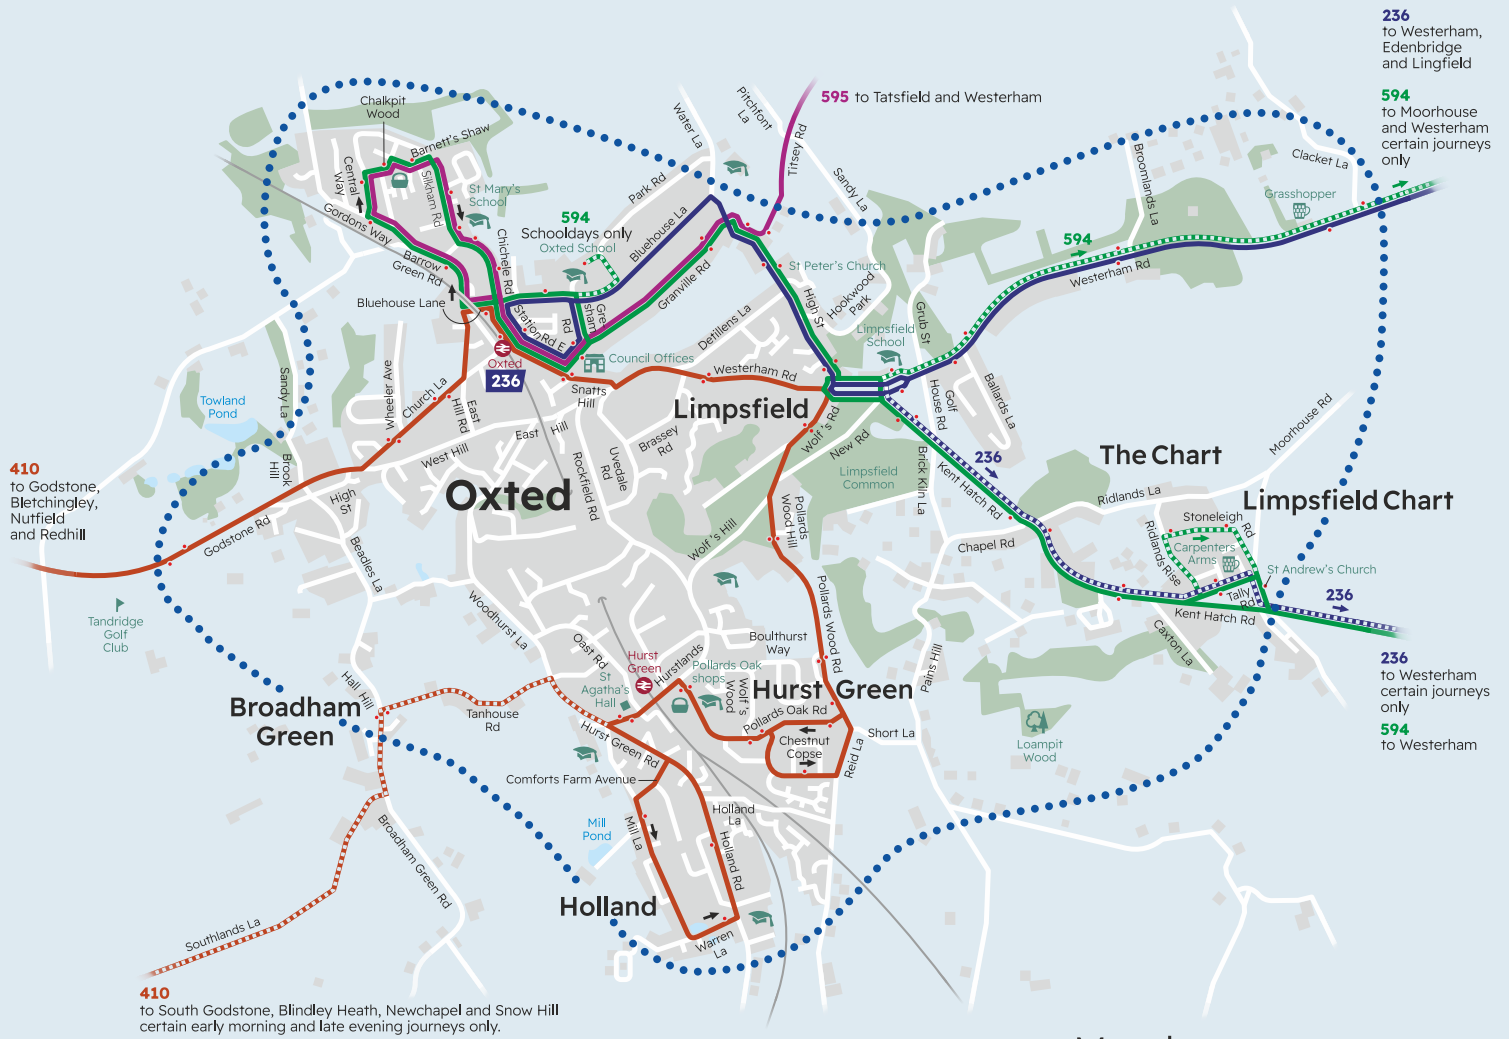 236
to Westerham,
Edenbridge
and Lingfield
594
to Moorhouse
and Westerham
certain journeys
only
595 to Tatsfield and Westerham
Chalkpit
Wood
Barnett's Shaw
Central
Way
Silkham Rd
St Mary's
School
Gordons Way
Barrow
Green Rd
Chichele Rd
Bluehouse Lane
594
Schooldays only
Oxted School
Park Rd
Water La
Pitchfont
La
Titsey Rd
Sandy La
Bluehouse La
Granville Rd
Station Rd E
Gresham
Rd
St Peter's Church
High St
Hookwood
Park
Grub St
Limpsfield
School
Detillens La
Council Offices
Oxted
236
Snatts
Hill
Westerham Rd
Limpsfield
594
Westerham Rd
Broomlands La
Clacket La
Grasshopper
Golf
House Rd
Ballards La
Wolf's Rd
New Rd
Limpsfield
Common
Brick Kiln La
236
Kent Hatch Rd
The Chart
Limpsfield Chart
Moorhouse Rd
Ridlands La
Stoneleigh
Rd
Ridlands Rise
Carpenters
Arms
St Andrew's Church
Tally
Rd
Kent Hatch Rd
236
Caxton La
Chapel Rd
236
to Westerham
certain journeys
only
594
to Westerham
Sandy La
Towland
Pond
Brook
Hill
Wheeler Ave
Church La
East
Hill Rd
West Hill
East Hill
Rockfield Rd
Uvedale
Rd
Brassey
Rd
Oxted
High
St
Godstone Rd
410
to Godstone,
Bletchingley,
Nutfield
and Redhill
Tandridge
Golf
Club
Beadles La
Wolf's Hill
Pollards
Wood Hill
Pollards Wood Rd
Boulthurst
Way
Woodhurst La
Oast Rd
Hurst
Green
Hurstlands
St
Agatha's
Hall
Pollards Oak
shops
Wolf's
Wood
Hurst Green
Pollards Oak Rd
Chestnut
Copse
Reid La
Short La
Pains Hill
Loampit
Wood
Hall Hill
Broadham
Green
Tanhouse
Rd
Hurst Green Rd
Comforts Farm Avenue
Mill
Pond
Mill La
Holland
La
Holland Rd
Holland
Warren
La
Broadham Green Rd
Southlands La
410
to South Godstone, Blindley Heath, Newchapel and Snow Hill
certain early morning and late evening journeys only.